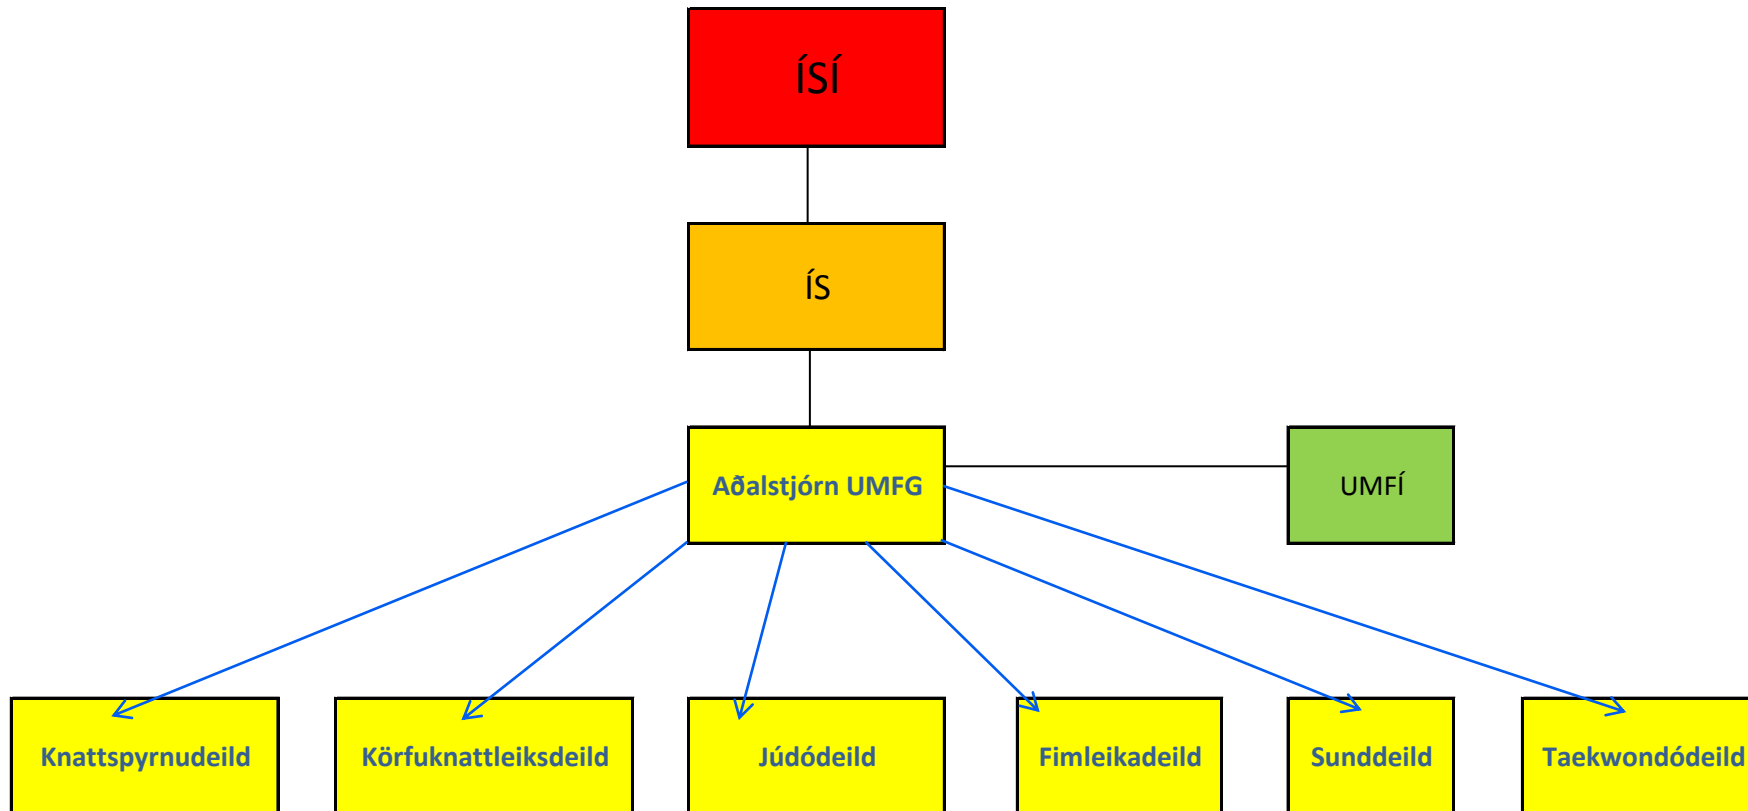 ÍSÍ
ÍS
Aðalstjórn UMFG
UMFÍ
Knattspyrnudeild
Körfuknattleiksdeild
Júdódeild
Fimleikadeild
Sunddeild
Taekwondódeild